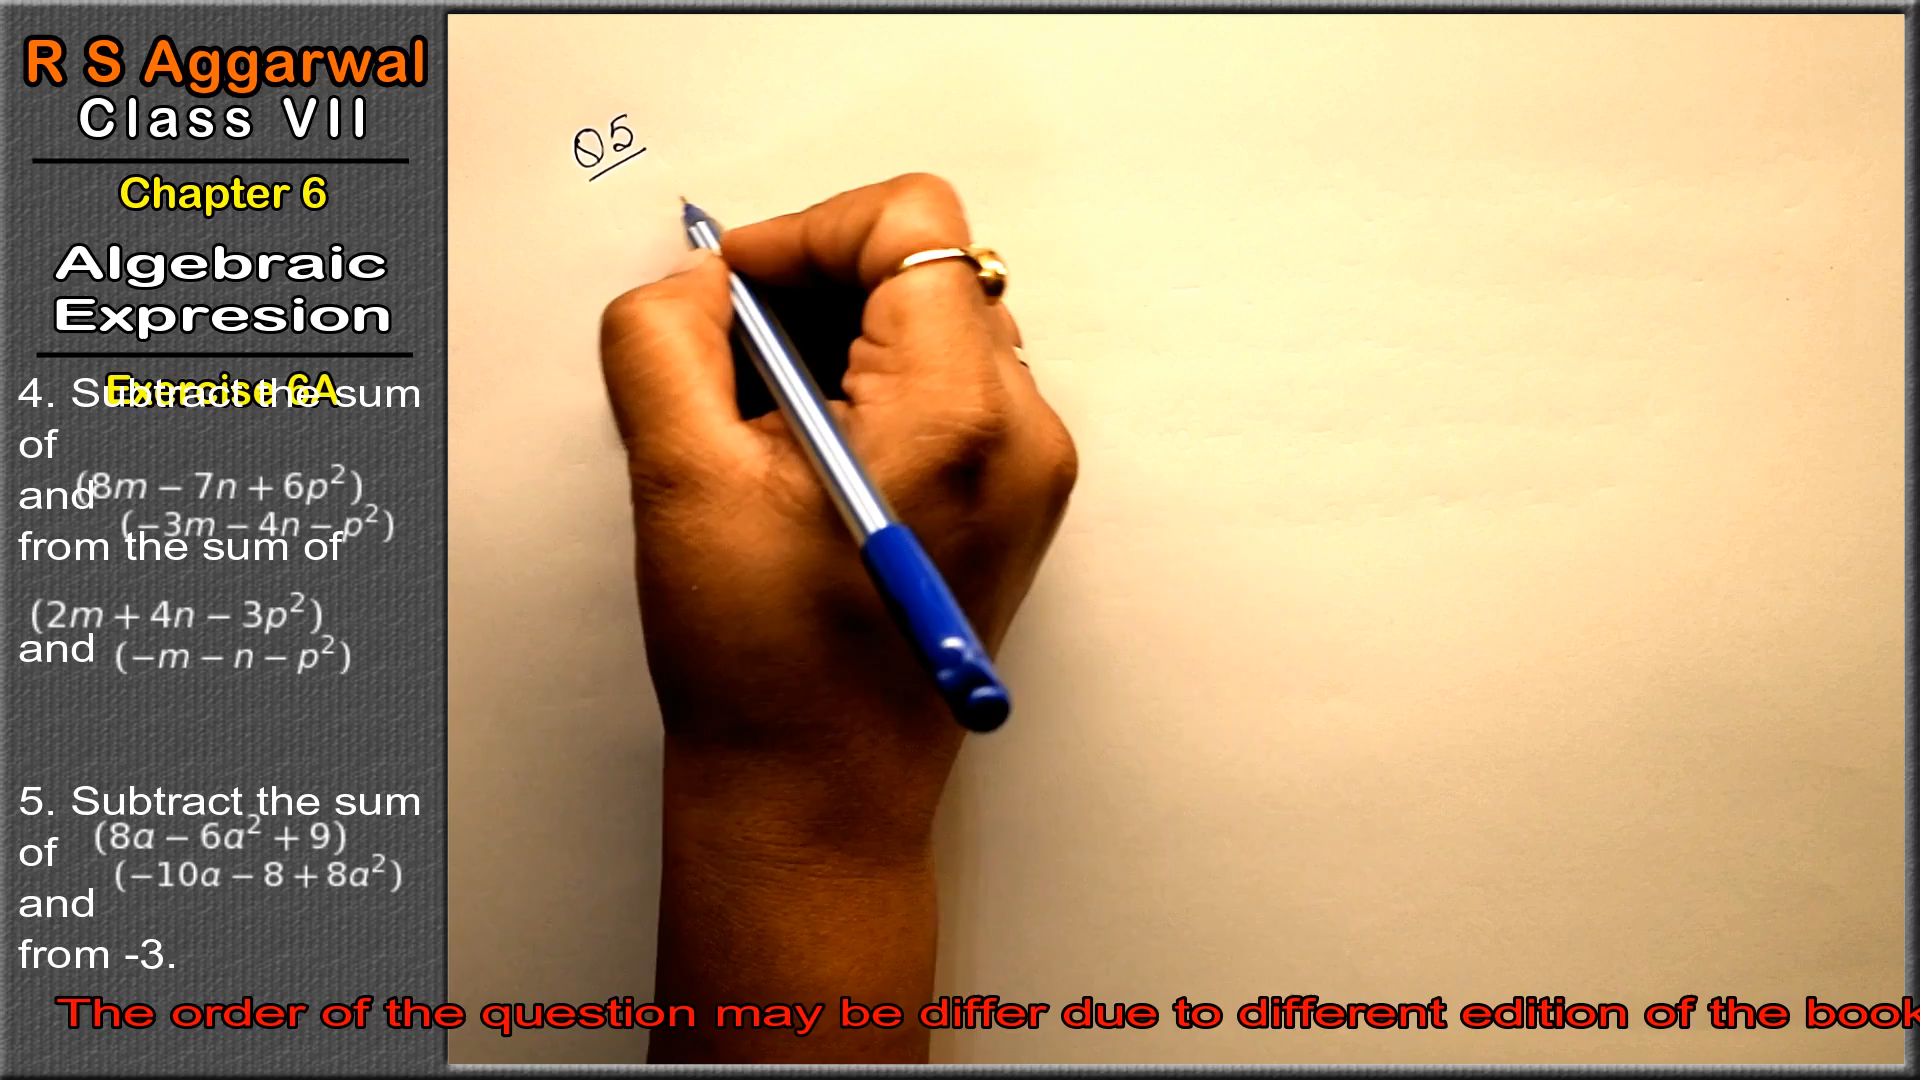 R S Aggarwal
Class VII
Chapter 6
Algebraic
Expresion
Exercise 6A
4. Subtract the sum
of
(8m − 7n + 6p²)
and
(−3m − 4n − p²)
from the sum of
(2m + 4n − 3p²)
and (−m − n − p²)
5. Subtract the sum
of (8a − 6a² + 9)
(−10a − 8 + 8a²)
and
from -3.
Q5
The order of the question may be differ due to different edition of the book